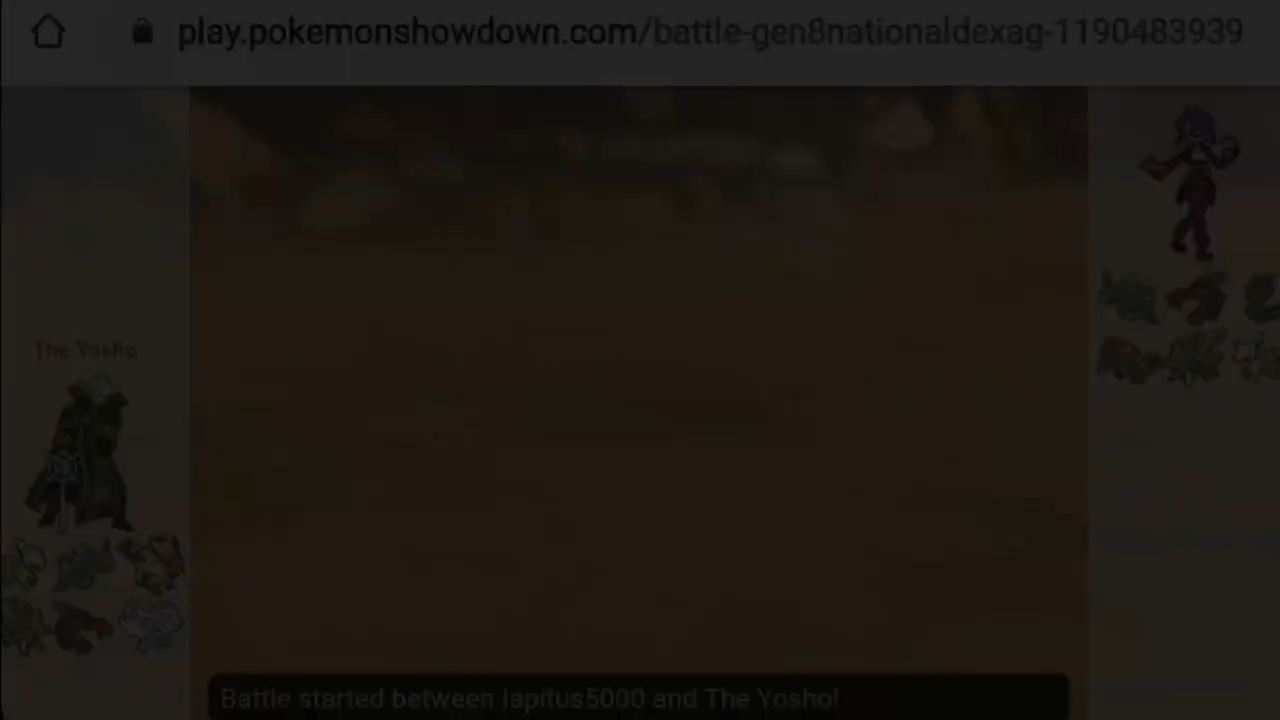 play.pokemonshowdown.com/battle-gen8nationaldexag-1190483939
The Yosho
Battle started between lapitus5000 and The Yosho!